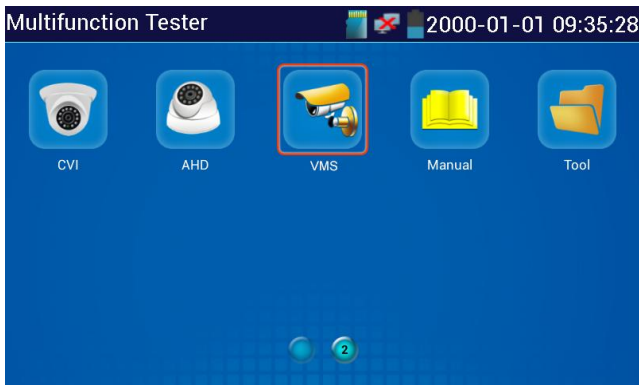 Multifunction Tester 2000-01-01 09:35:28
CVI AHD VMS Manual Tool
2